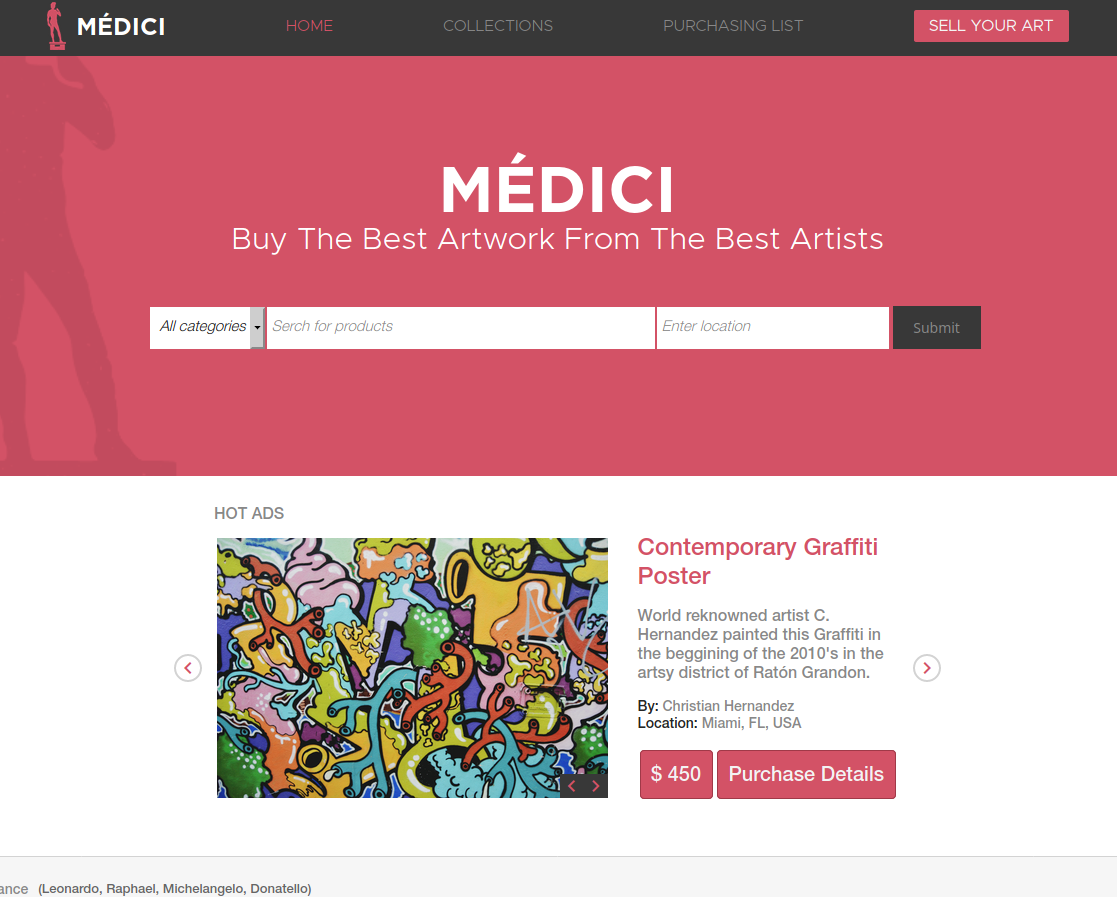 MÉDICI
HOME
COLLECTIONS
PURCHASING LIST
SELL YOUR ART
MÉDICI
Buy The Best Artwork From The Best Artists
All categories
Serch for products
Enter location
Submit
HOT ADS
Contemporary Graffiti
Poster
World reknowned artist C.
Hernandez painted this Graffiti in
the beggining of the 2010's in the
artsy district of Ratón Grandon.
By: Christian Hernandez
Location: Miami, FL, USA
$ 450
Purchase Details
ance (Leonardo, Raphael, Michelangelo, Donatello)